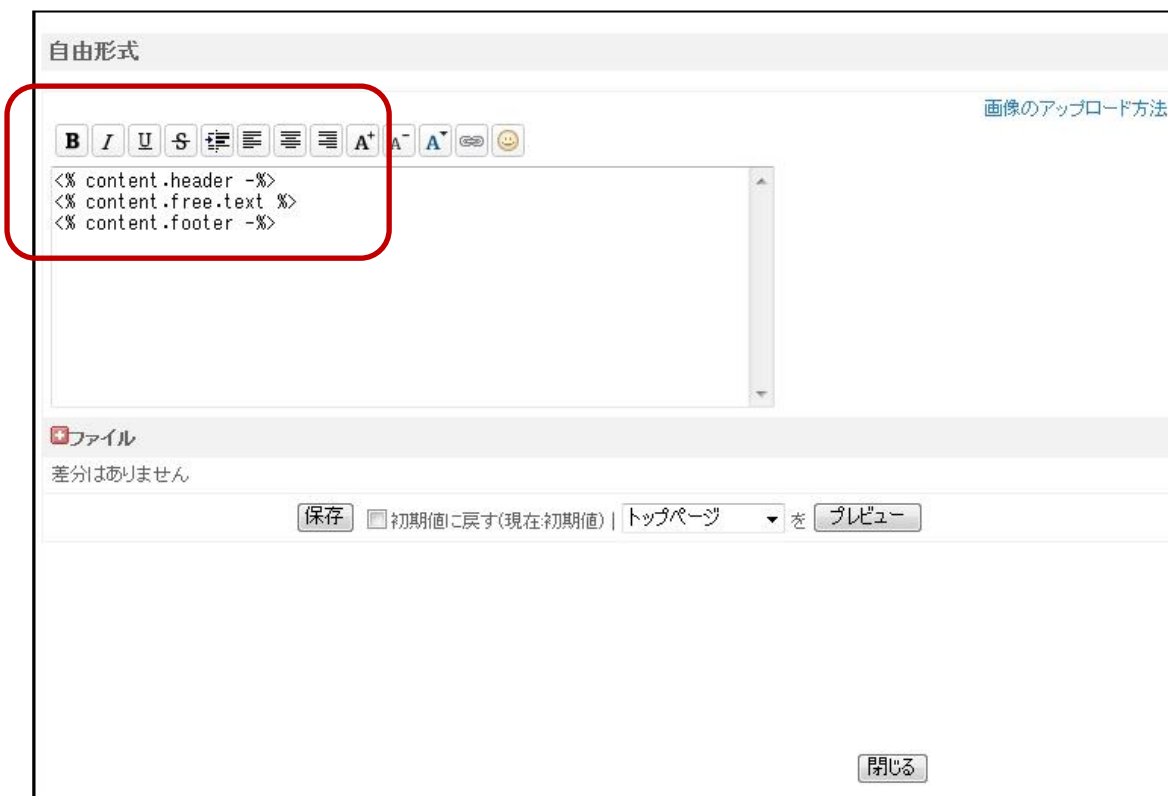 自由形式
画像のアップロード方法
B I U S A+ A- A
<% content.header -%>
<% content.free.text %>
<% content.footer -%>
ファイル
差分はありません
保存 初期値に戻す(現在:初期値) | トップページ を プレビュー
閉じる